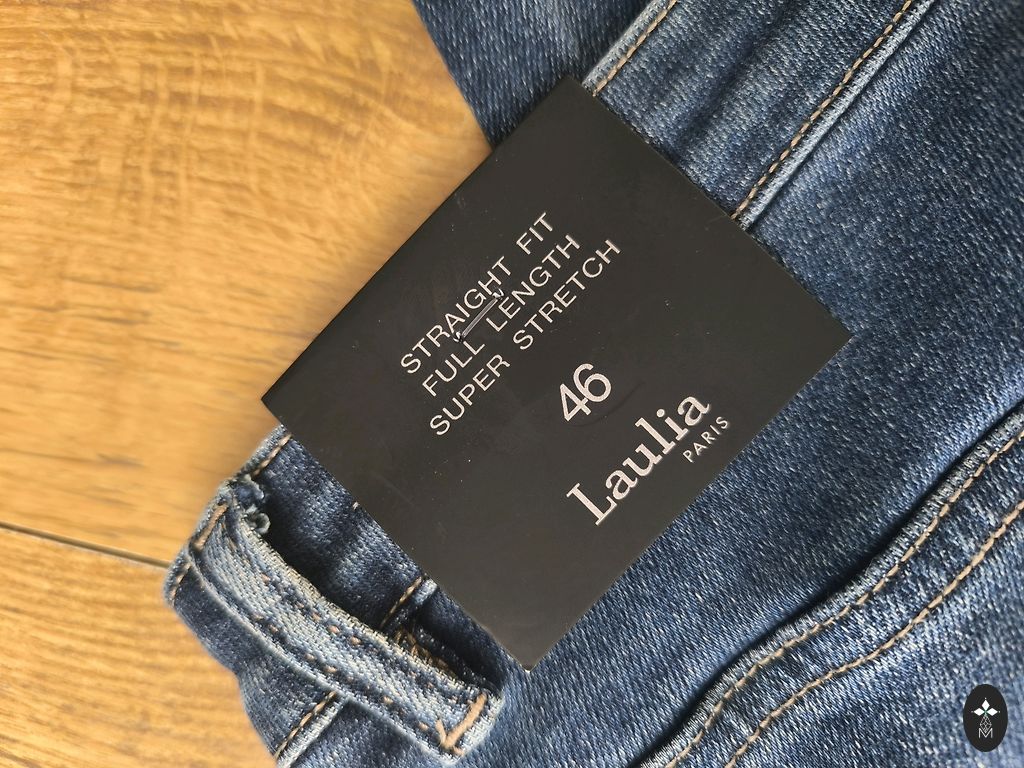 STRAIGHT FIT
FULL LENGTH
SUPER STRETCH
46
Laulia
PARIS
M